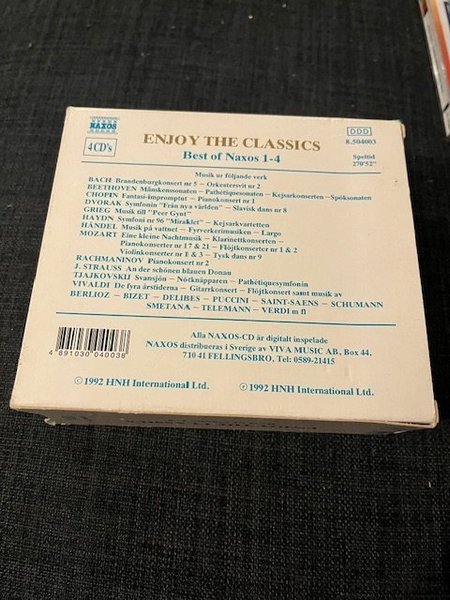 NAXOS
DDD
ENJOY THE CLASSICS
8.504003
4 CD's
Best of Naxos 1-4
Speltid
270'52"
Musik ur följande verk
BACH Brandenburgkonsert nr 5 – Orkestersvit nr 2
BEETHOVEN Månskenssonaten – Pathétiquesonaten – Kejsarkonserten – Spöksonaten
CHOPIN Fantasi-impromptu – Pianokonsert nr 1
DVORAK Symfonin "Från nya världen" – Slavisk dans nr 8
GRIEG Musik till "Peer Gynt"
HAYDN Symfoni nr 96 "Miraklet" – Kejsarkvartetten
HÄNDEL Musik på vattnet – Fyrverkerimusiken – Largo
MOZART Eine kleine Nachtmusik – Klarinettkonserten –
Pianokonserter nr 17 & 21 – Flöjtkonserter nr 1 & 2
Violinkonserter nr 1 & 3 – Tysk dans nr 9
RACHMANINOV Pianokonsert nr 2
J. STRAUSS An der schönen blauen Donau
TJAJKOVSKIJ Svansjön – Nötknäpparen – Pathétiquesymfonin
VIVALDI De fyra årstiderna – Gitarrkonsert – Flöjtkonsert samt musik av
BERLIOZ – BIZET – DELIBES – PUCCINI – SAINT-SAENS – SCHUMANN
SMETANA – TELEMANN – VERDI m fl
4 891030 040038
Alla NAXOS-CD är digitalt inspelade
NAXOS distribueras i Sverige av VIVA MUSIC AB, Box 44,
710 41 FELLINGSBRO, Tel: 0589-21415
© 1992 HNH International Ltd.
℗ 1992 HNH International Ltd.